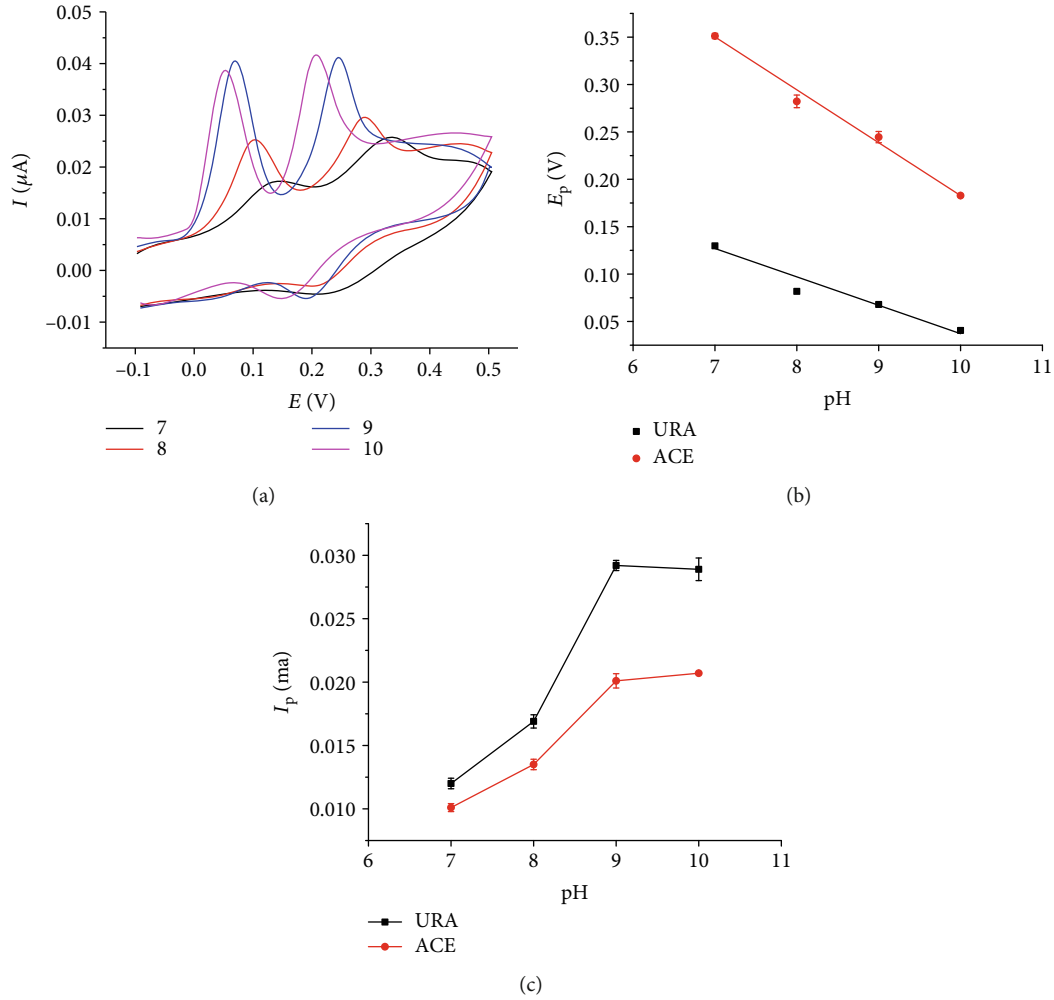 0.05
0.04
0.03
0.02
0.01
0.00
−0.01
I (μA)
−0.1 0.0 0.1 0.2 0.3 0.4 0.5
E (V)
7 9
8 10
(a)
0.35
0.30
0.25
0.20
0.15
0.10
0.05
Ep (V)
6 7 8 9 10 11
pH
URA
ACE
(b)
0.030
0.025
0.020
0.015
0.010
Ip (ma)
6 7 8 9 10 11
pH
URA
ACE
(c)